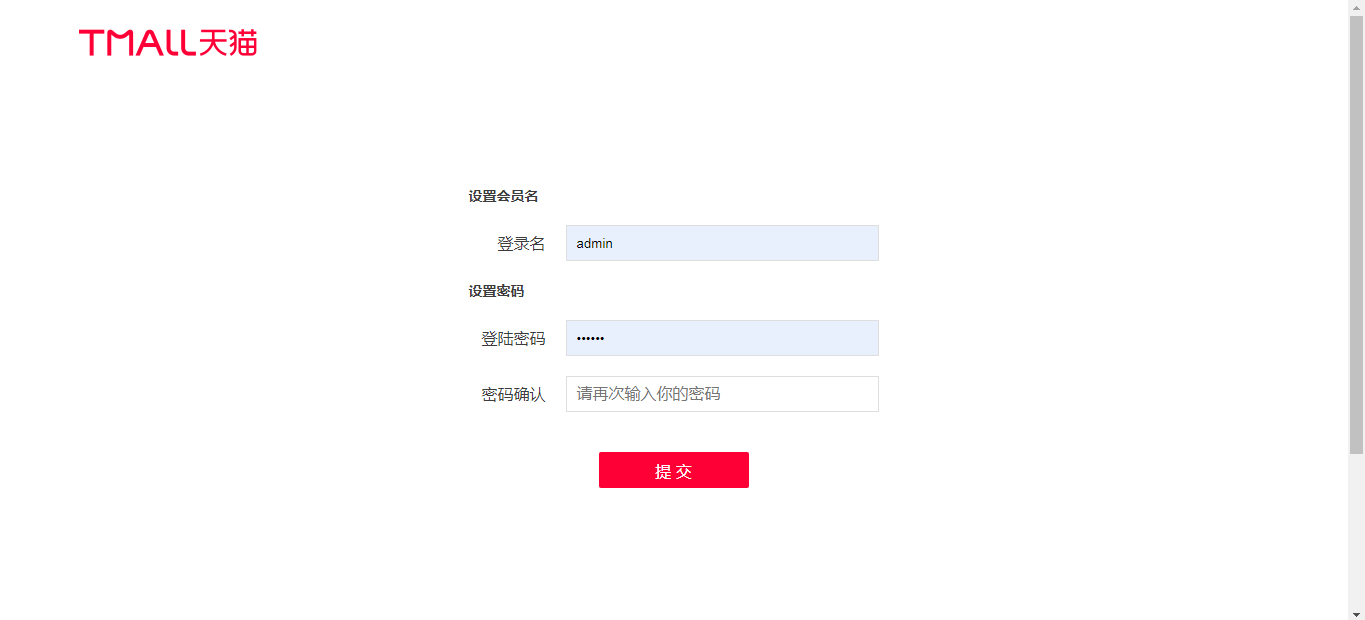 TMALL天猫
设置会员名
登录名 admin
设置密码
登陆密码 ••••••
密码确认 请再次输入你的密码
提交